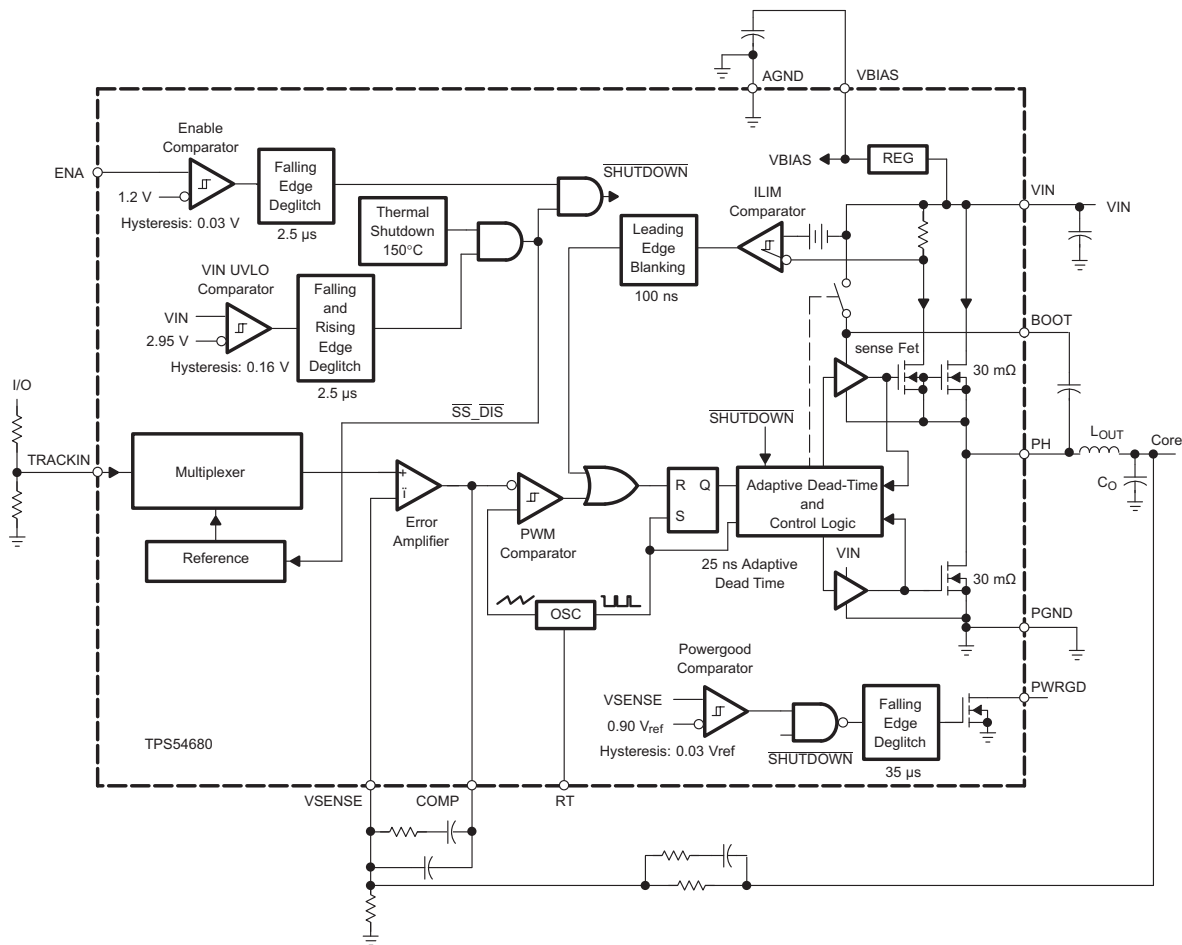 AGND
VBIAS
Enable
Comparator
ENA
1.2 V
Hysteresis: 0.03 V
Falling
Edge
Deglitch
2.5 µs
SHUTDOWN
VBIAS
REG
VIN
VIN
ILIM
Comparator
Thermal
Shutdown
150°C
Leading
Edge
Blanking
100 ns
VIN UVLO
Comparator
VIN
2.95 V
Hysteresis: 0.16 V
Falling
and
Rising
Edge
Deglitch
2.5 µs
BOOT
sense Fet
30 mΩ
I/O
SS_DIS
SHUTDOWN
TRACKIN
Multiplexer
+
ï
Error
Amplifier
Reference
PWM
Comparator
R Q
S
Adaptive Dead-Time
and
Control Logic
25 ns Adaptive
Dead Time
PH
LOUT
Core
CO
VIN
30 mΩ
OSC
PGND
Powergood
Comparator
VSENSE
0.90 Vref
Hysteresis: 0.03 Vref
SHUTDOWN
Falling
Edge
Deglitch
35 µs
PWRGD
TPS54680
VSENSE
COMP
RT